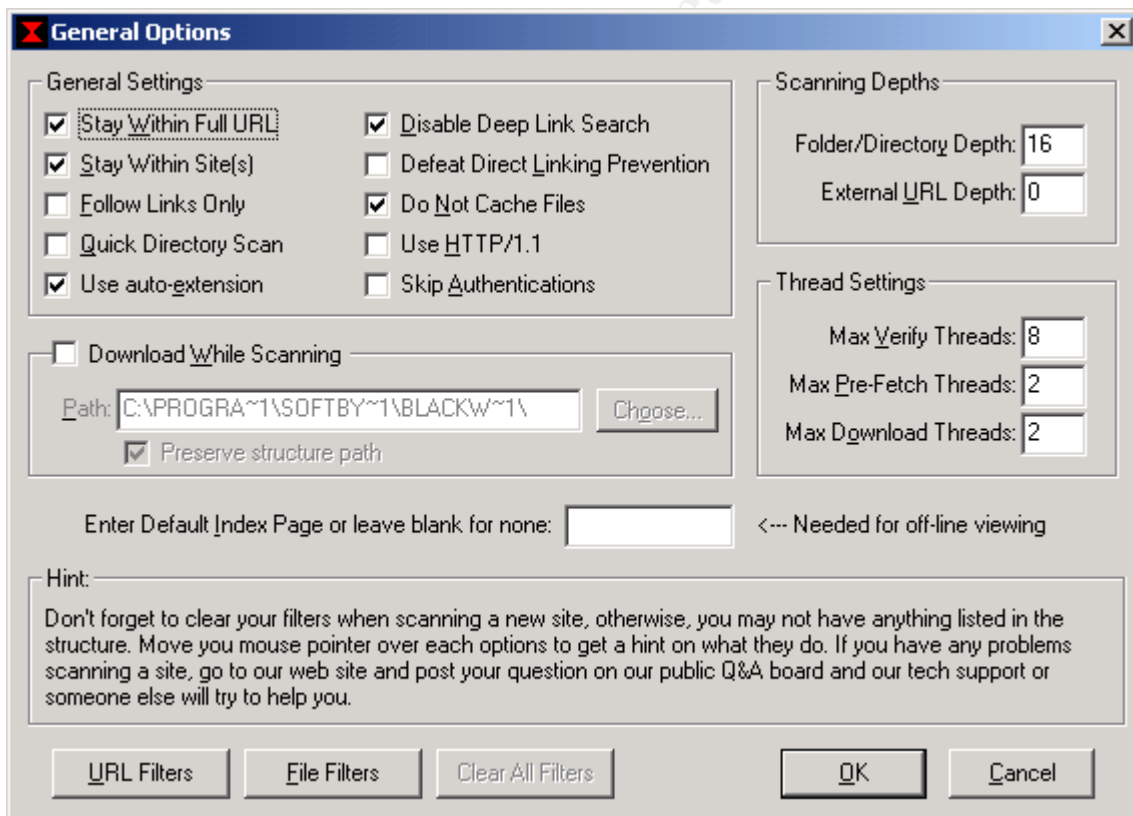 General Options
General Settings
Stay Within Full URL
Stay Within Site(s)
Follow Links Only
Quick Directory Scan
Use auto-extension
Disable Deep Link Search
Defeat Direct Linking Prevention
Do Not Cache Files
Use HTTP/1.1
Skip Authentications
Scanning Depths
Folder/Directory Depth: 16
External URL Depth: 0
Thread Settings
Max Verify Threads: 8
Max Pre-Fetch Threads: 2
Max Download Threads: 2
Download While Scanning
Path: C:\PROGRA~1\SOFTBY~1\BLACKW~1\
Choose...
Preserve structure path
Enter Default Index Page or leave blank for none:
<--- Needed for off-line viewing
Hint:
Don't forget to clear your filters when scanning a new site, otherwise, you may not have anything listed in the
structure. Move you mouse pointer over each options to get a hint on what they do. If you have any problems
scanning a site, go to our web site and post your question on our public Q&A board and our tech support or
someone else will try to help you.
URL Filters
File Filters
Clear All Filters
OK
Cancel